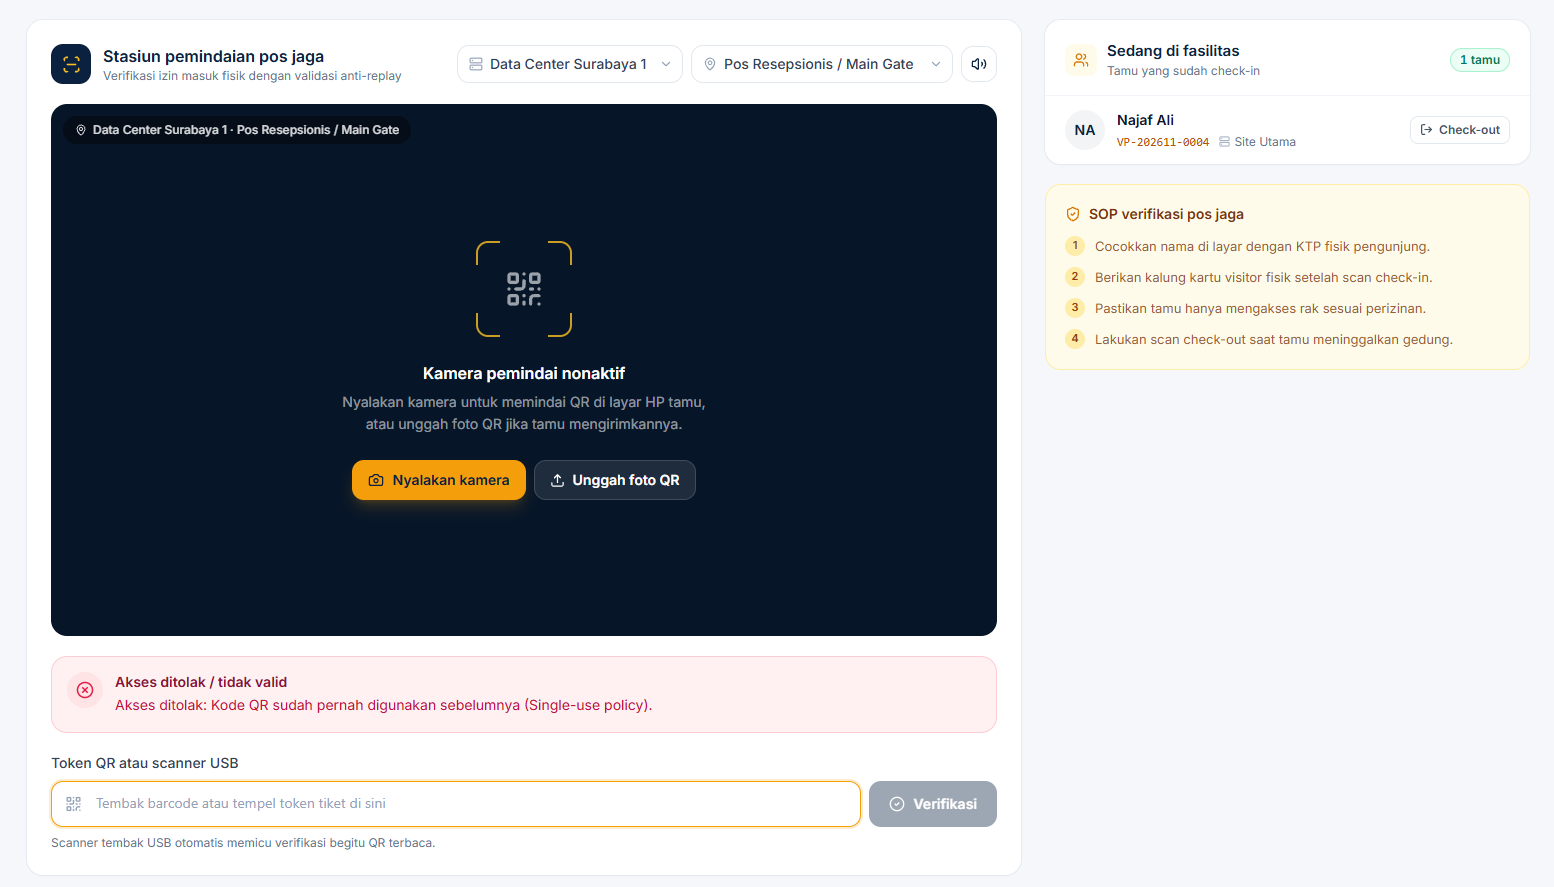 Stasiun pemindaian pos jaga
Verifikasi izin masuk fisik dengan validasi anti-replay
Data Center Surabaya 1
Pos Resepsionis / Main Gate
Data Center Surabaya 1 · Pos Resepsionis / Main Gate
Kamera pemindai nonaktif
Nyalakan kamera untuk memindai QR di layar HP tamu,
atau unggah foto QR jika tamu mengirimkannya.
Nyalakan kamera
Unggah foto QR
Akses ditolak / tidak valid
Akses ditolak: Kode QR sudah pernah digunakan sebelumnya (Single-use policy).
Token QR atau scanner USB
Tembak barcode atau tempel token tiket di sini
Verifikasi
Scanner tembak USB otomatis memicu verifikasi begitu QR terbaca.
Sedang di fasilitas
Tamu yang sudah check-in
1 tamu
NA
Najaf Ali
VP-202611-0004 Site Utama
Check-out
SOP verifikasi pos jaga
1 Cocokkan nama di layar dengan KTP fisik pengunjung.
2 Berikan kalung kartu visitor fisik setelah scan check-in.
3 Pastikan tamu hanya mengakses rak sesuai perizinan.
4 Lakukan scan check-out saat tamu meninggalkan gedung.